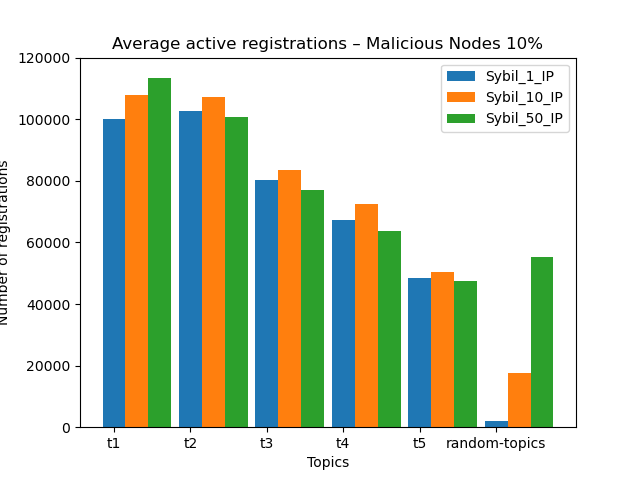 Average active registrations – Malicious Nodes 10%
120000
100000
80000
60000
40000
20000
0
Number of registrations
Sybil_1_IP
Sybil_10_IP
Sybil_50_IP
t1 t2 t3 t4 t5 random-topics
Topics